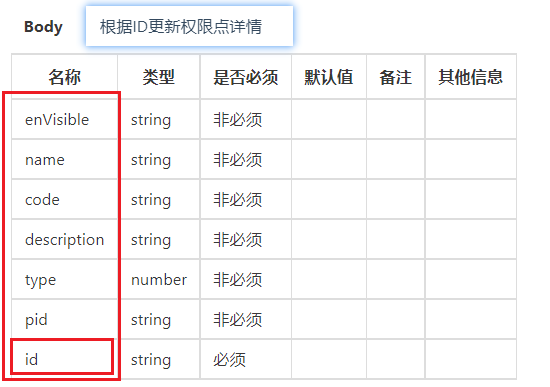 Body 根据ID更新权限点详情
名称 类型 是否必须 默认值 备注 其他信息
enVisible string 非必须
name string 非必须
code string 非必须
description string 非必须
type number 非必须
pid string 非必须
id string 必须